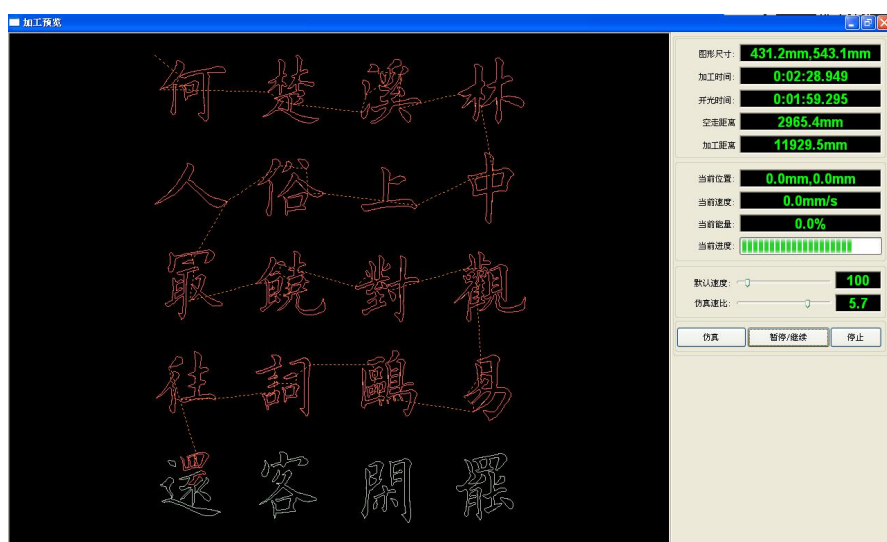 加工预览
何楚溪林
人俗上中
最饒對觀
往詞鷗易
還客閑罷
图形尺寸: 431.2mm,543.1mm
加工时间: 0:02:28.949
开光时间: 0:01:59.295
空走距离 2965.4mm
加工距离 11929.5mm
当前位置: 0.0mm,0.0mm
当前速度: 0.0mm/s
当前能量: 0.0%
当前进度:
默认速度: 100
仿真速比: 5.7
仿真 暂停/继续 停止